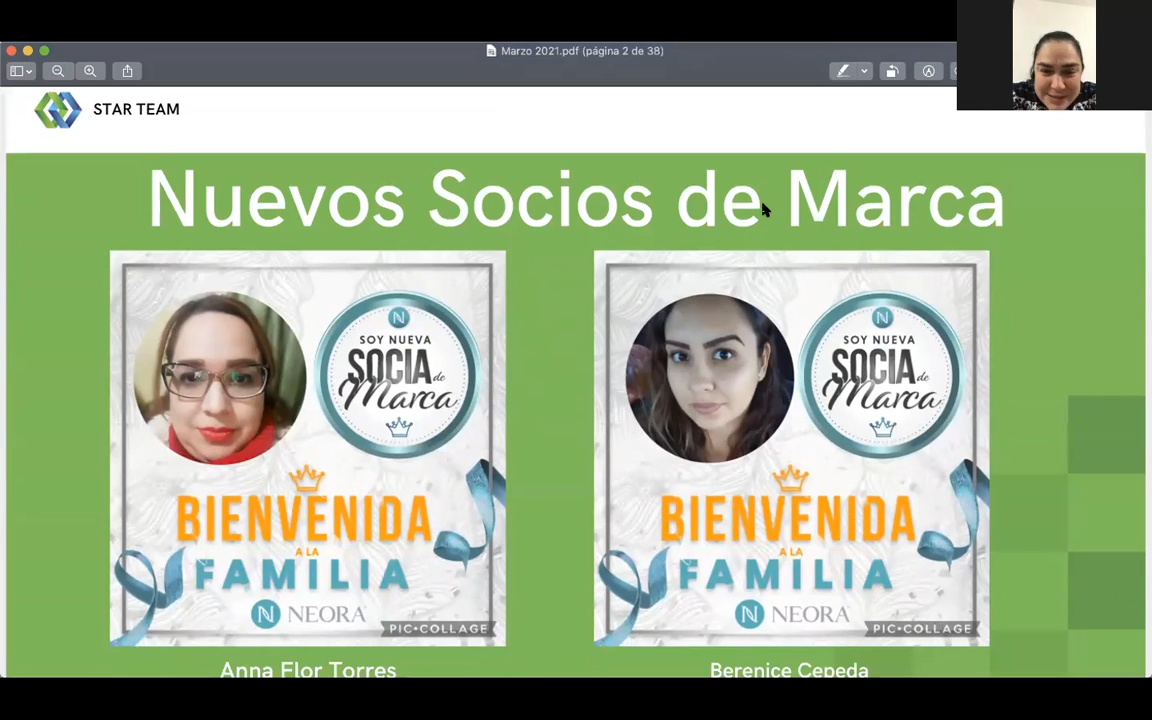 Marzo 2021.pdf (página 2 de 38)
STAR TEAM
Nuevos Socios de Marca
SOY NUEVA
SOCIA de
Marca
BIENVENIDA
A LA
FAMILIA
N NEORA
PIC•COLLAGE
Anna Flor Torres
SOY NUEVA
SOCIA de
Marca
BIENVENIDA
A LA
FAMILIA
N NEORA
PIC•COLLAGE
Berenice Cepeda